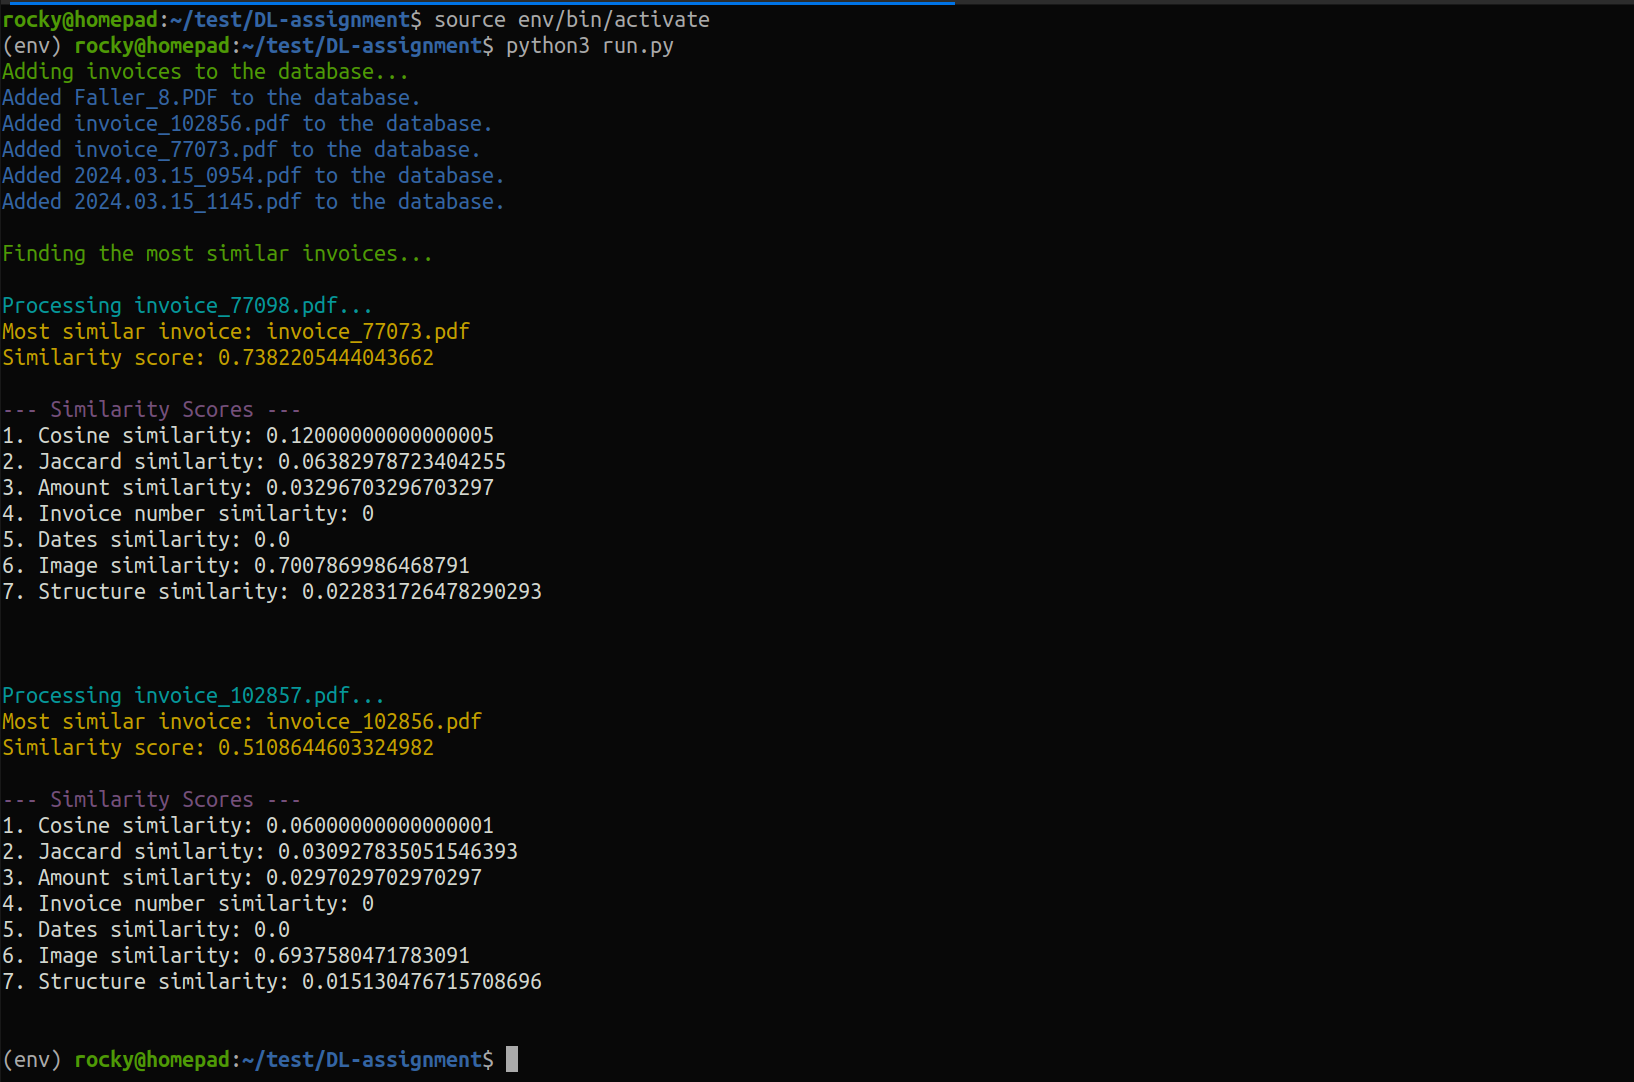 rocky@homepad:~/test/DL-assignment$ source env/bin/activate
(env) rocky@homepad:~/test/DL-assignment$ python3 run.py
Adding invoices to the database...
Added Faller_8.PDF to the database.
Added invoice_102856.pdf to the database.
Added invoice_77073.pdf to the database.
Added 2024.03.15_0954.pdf to the database.
Added 2024.03.15_1145.pdf to the database.
Finding the most similar invoices...
Processing invoice_77098.pdf...
Most similar invoice: invoice_77073.pdf
Similarity score: 0.7382205444043662
--- Similarity Scores ---
1. Cosine similarity: 0.12000000000000005
2. Jaccard similarity: 0.06382978723404255
3. Amount similarity: 0.03296703296703297
4. Invoice number similarity: 0
5. Dates similarity: 0.0
6. Image similarity: 0.7007869986468791
7. Structure similarity: 0.022831726478290293
Processing invoice_102857.pdf...
Most similar invoice: invoice_102856.pdf
Similarity score: 0.5108644603324982
--- Similarity Scores ---
1. Cosine similarity: 0.06000000000000001
2. Jaccard similarity: 0.030927835051546393
3. Amount similarity: 0.0297029702970297
4. Invoice number similarity: 0
5. Dates similarity: 0.0
6. Image similarity: 0.6937580471783091
7. Structure similarity: 0.015130476715708696
(env) rocky@homepad:~/test/DL-assignment$